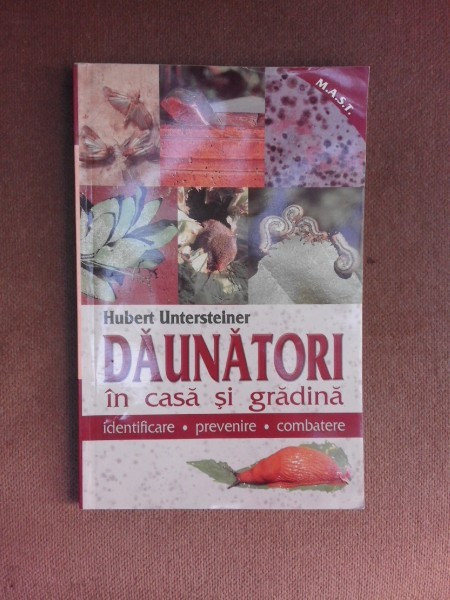 M.A.S.T.
Hubert Untersteiner
DĂUNĂTORI
în casă și grădină
identificare • prevenire • combatere